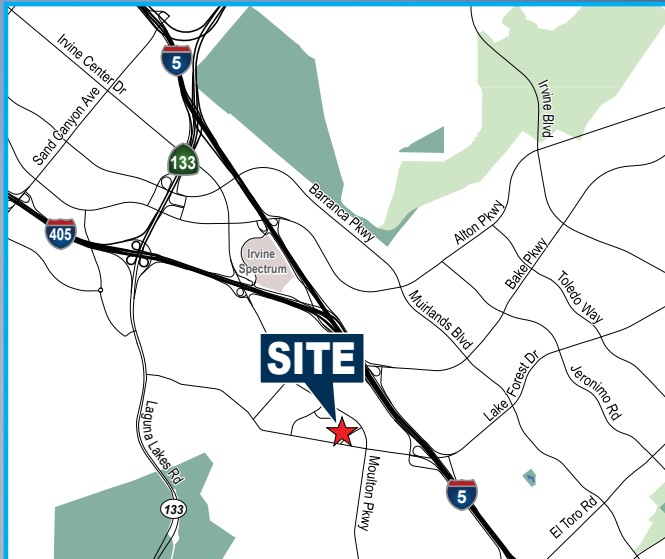 5
Irvine Center Dr
Sand Canyon Ave
133
405
Irvine
Spectrum
Barranca Pkwy
Irvine Blvd
Alton Pkwy
Bake Pkwy
Toledo Way
Muirlands Blvd
Jeronimo Rd
Lake Forest Dr
SITE
Laguna Lakes Rd
133
Moulton Pkwy
5
El Toro Rd